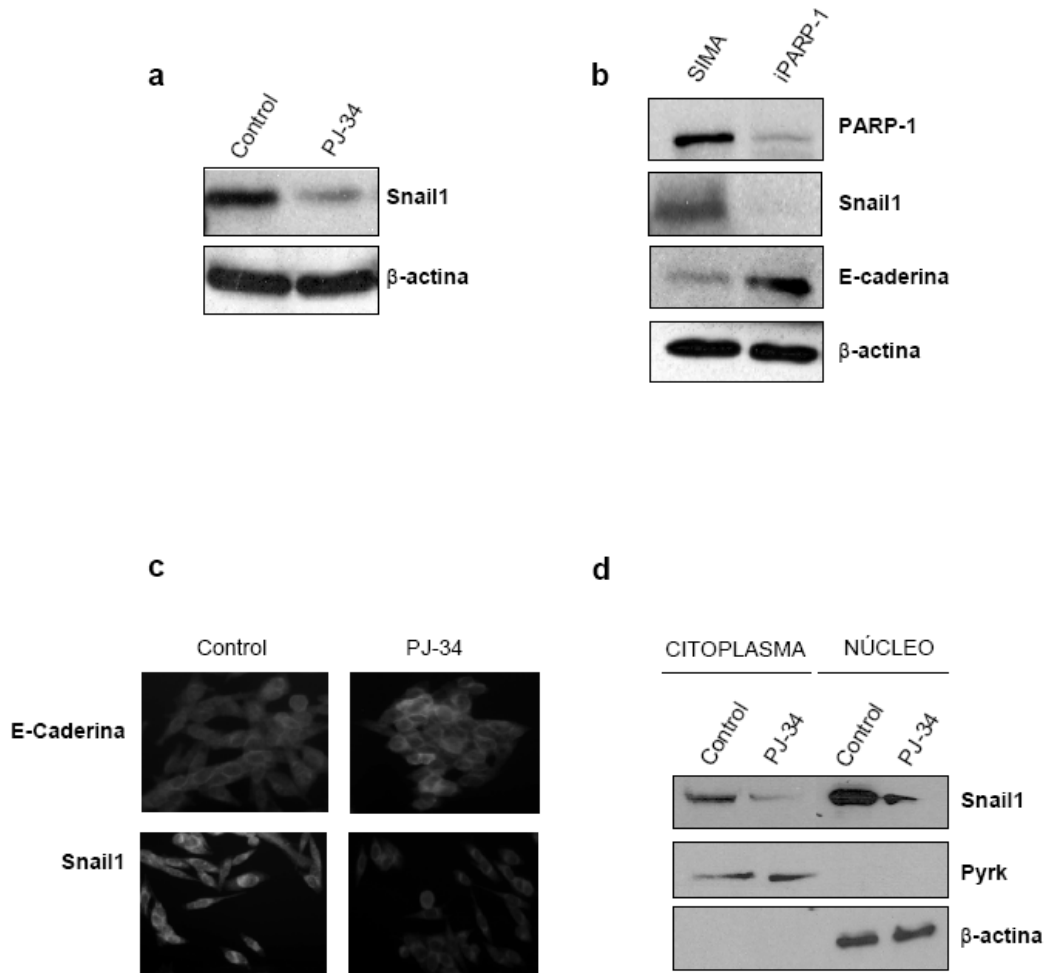 a
Control
PJ-34
Snail1
β-actina
b
SIMA
iPARP-1
PARP-1
Snail1
E-caderina
β-actina
c
Control
PJ-34
E-Caderina
Snail1
d
CITOPLASMA
NÚCLEO
Control
PJ-34
Control
PJ-34
Snail1
Pyrk
β-actina